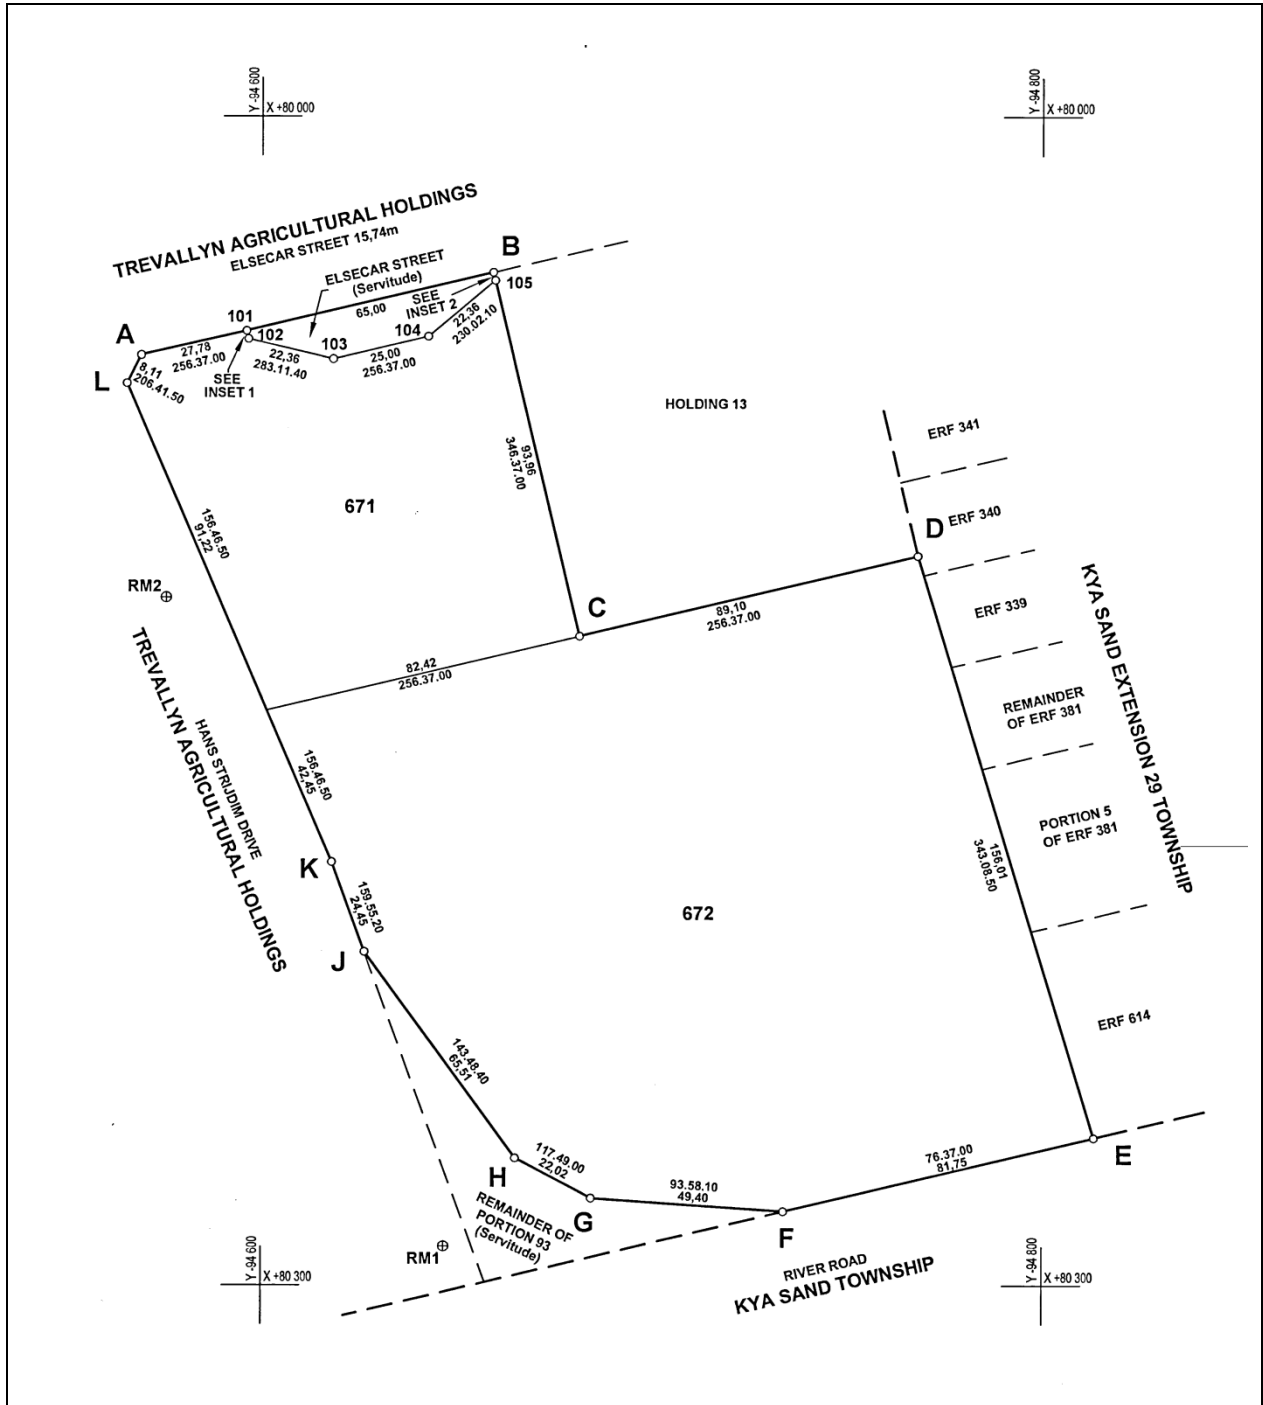 Y -94 600
X +80 000
Y -94 800
X +80 000
TREVALLYN AGRICULTURAL HOLDINGS
ELSECAR STREET 15,74m
ELSECAR STREET
(Servitude)
B
SEE
INSET 2
105
65,00
101
102
103
104
22,36
230.02.10
A
27,78
256.37.00
22,36
283.11.40
25,00
256.37.00
SEE
INSET 1
L
8,11
206.41.50
HOLDING 13
ERF 341
93,96
346.37.00
671
156.46.50
91,22
D
ERF 340
RM2
C
89,10
256.37.00
ERF 339
82,42
256.37.00
REMAINDER
OF ERF 381
KYA SAND EXTENSION 29 TOWNSHIP
HANS STRIJDIM DRIVE
TREVALLYN AGRICULTURAL HOLDINGS
156.46.50
42,45
PORTION 5
OF ERF 381
156,01
343.08.50
K
159.55.20
24,45
672
J
ERF 614
143.48.40
65,51
E
76.37.00
81,75
H
117.49.00
22,02
93.58.10
49,40
G
F
REMAINDER OF
PORTION 93
(Servitude)
RM1
RIVER ROAD
KYA SAND TOWNSHIP
Y -94 600
X +80 300
Y -94 800
X +80 300